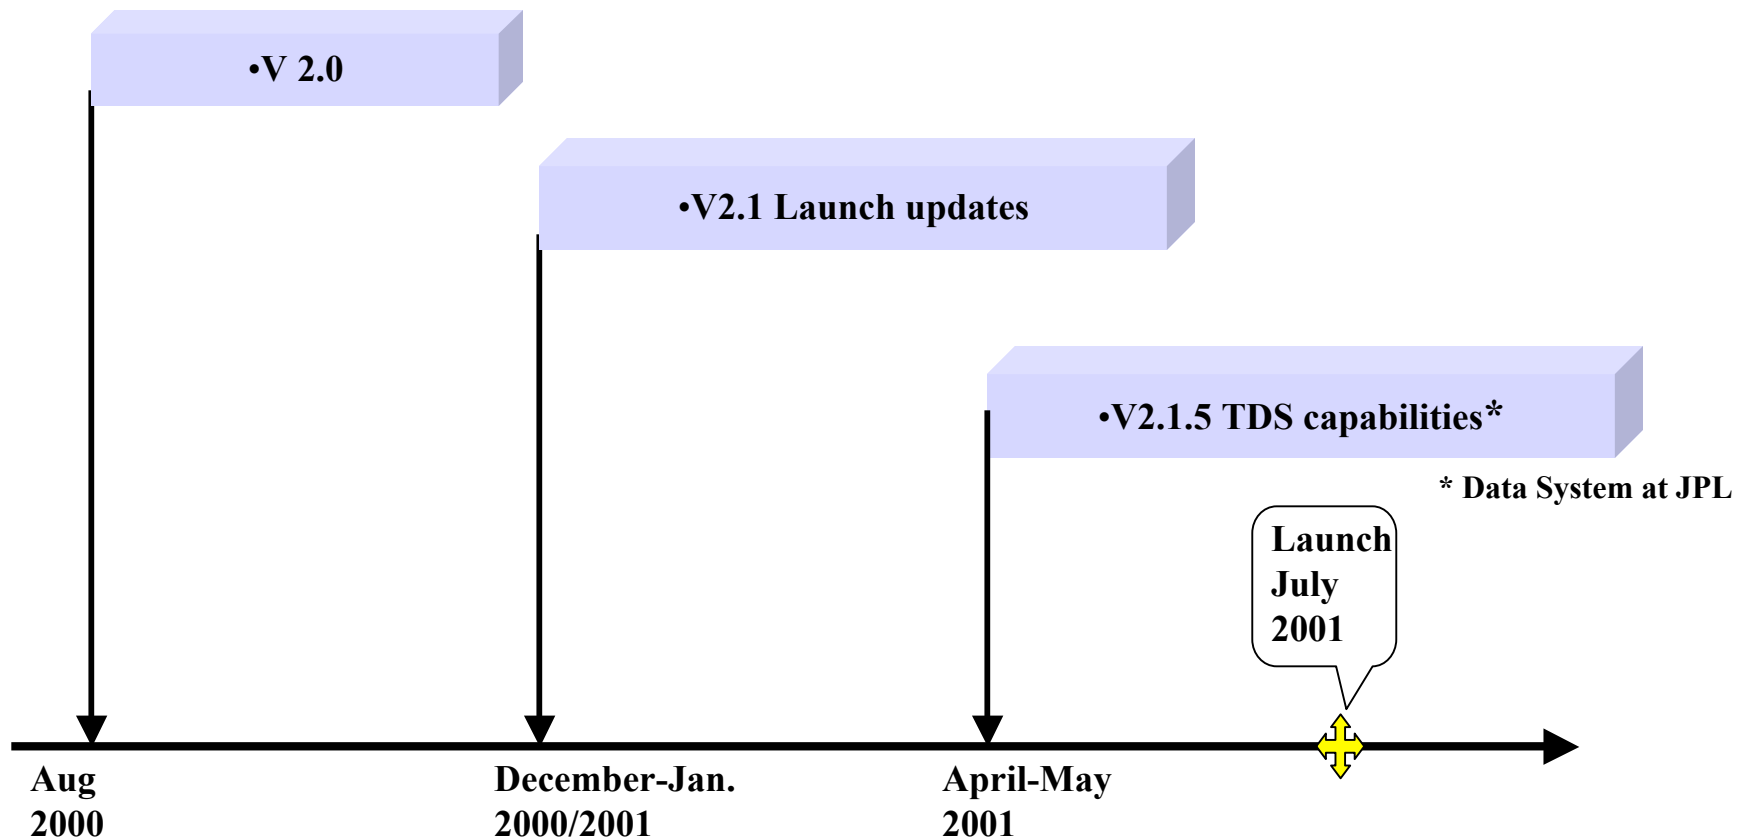 •V 2.0
•V2.1 Launch updates
•V2.1.5 TDS capabilities*
* Data System at JPL
Launch
July
2001
Aug
2000
December-Jan.
2000/2001
April-May
2001